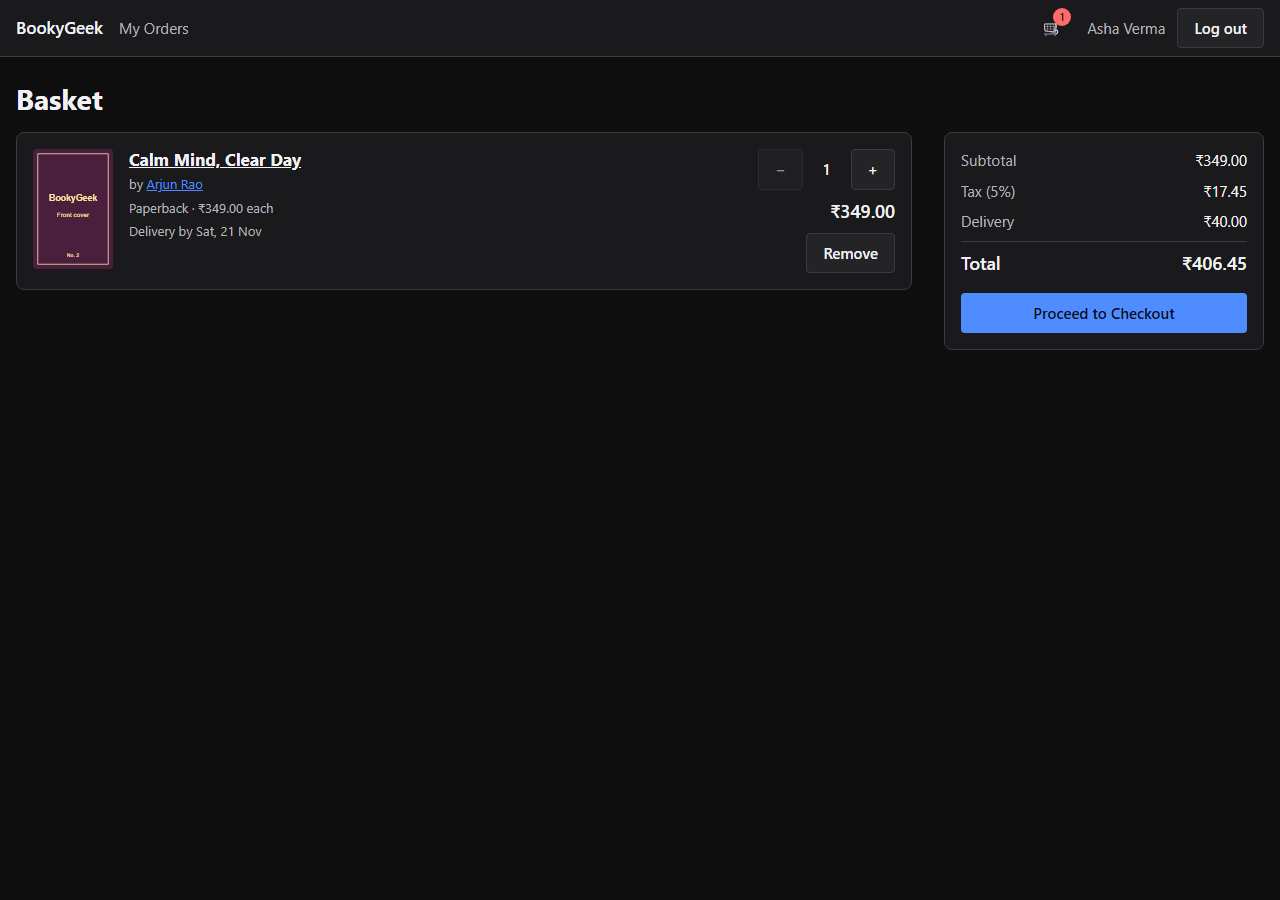 BookyGeek My Orders 1 Asha Verma Log out
Basket
BookyGeek
Front cover
No. 2
Calm Mind, Clear Day
by Arjun Rao
Paperback · ₹349.00 each
Delivery by Sat, 21 Nov
− 1 +
₹349.00
Remove
Subtotal ₹349.00
Tax (5%) ₹17.45
Delivery ₹40.00
Total ₹406.45
Proceed to Checkout